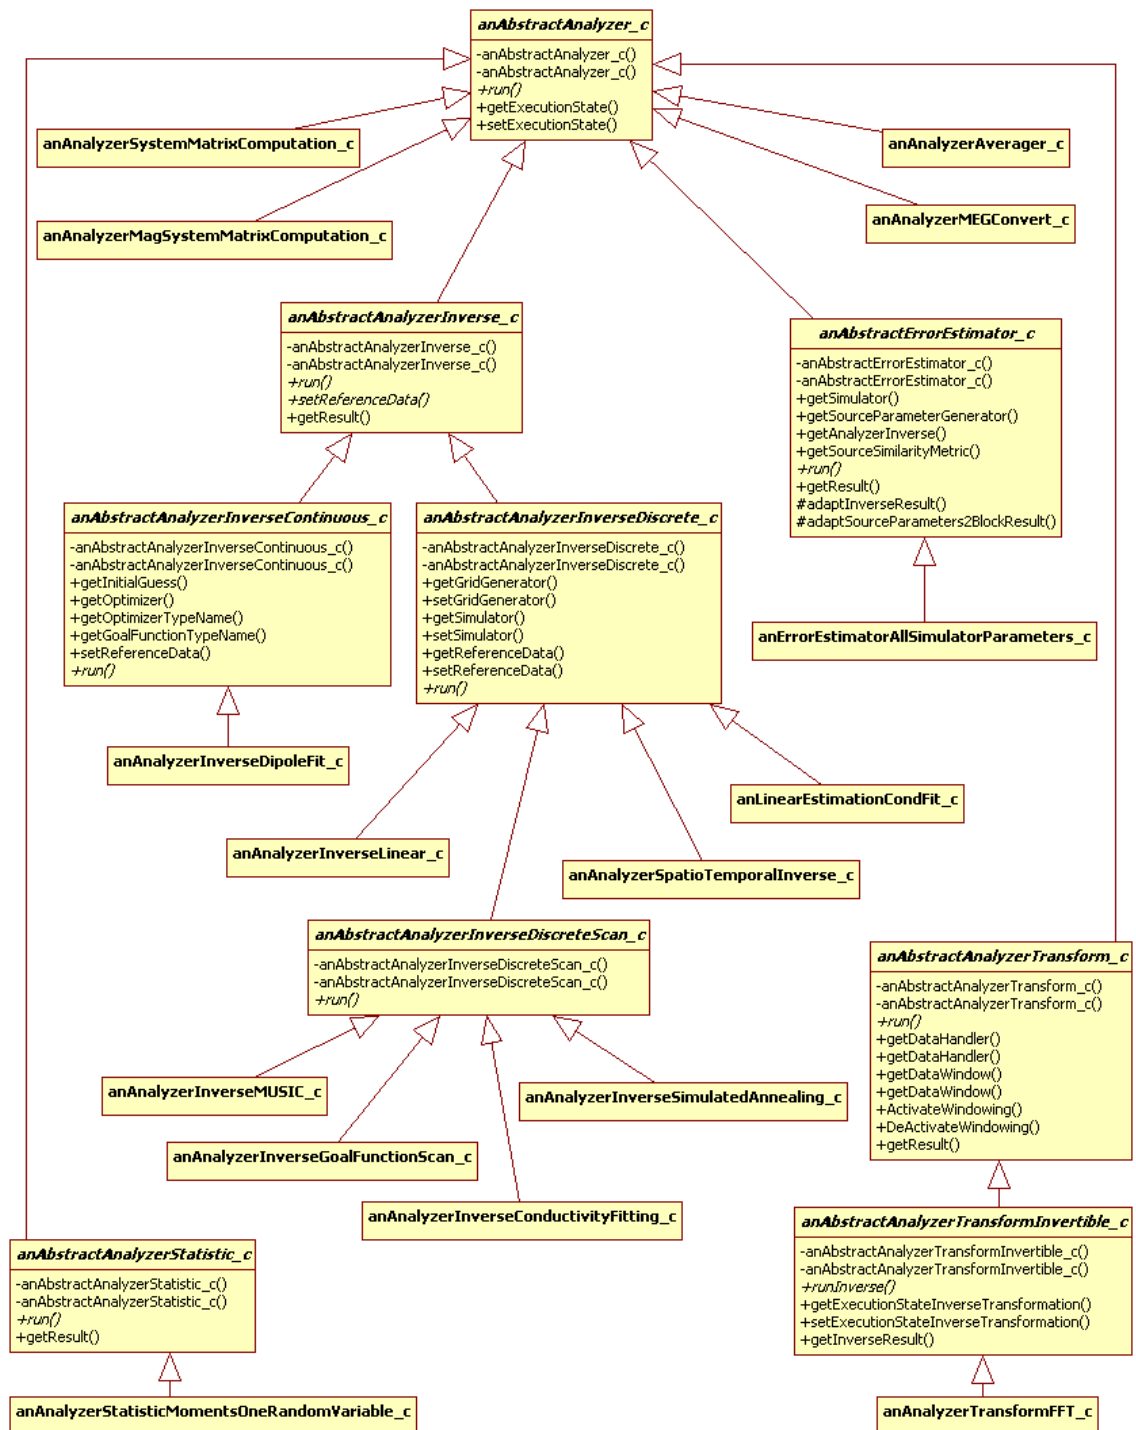 anAbstractAnalyzer_c
-anAbstractAnalyzer_c()
-anAbstractAnalyzer_c()
+run()
+getExecutionState()
+setExecutionState()
anAnalyzerSystemMatrixComputation_c
anAnalyzerAverager_c
anAnalyzerMagSystemMatrixComputation_c
anAnalyzerMEGConvert_c
anAbstractAnalyzerInverse_c
-anAbstractAnalyzerInverse_c()
-anAbstractAnalyzerInverse_c()
+run()
+setReferenceData()
+getResult()
anAbstractErrorEstimator_c
-anAbstractErrorEstimator_c()
-anAbstractErrorEstimator_c()
+getSimulator()
+getSourceParameterGenerator()
+getAnalyzerInverse()
+getSourceSimilarityMetric()
+run()
+getResult()
#adaptInverseResult()
#adaptSourceParameters2BlockResult()
anAbstractAnalyzerInverseContinuous_c
-anAbstractAnalyzerInverseContinuous_c()
-anAbstractAnalyzerInverseContinuous_c()
+getInitialGuess()
+getOptimizer()
+getOptimizerTypeName()
+getGoalFunctionTypeName()
+setReferenceData()
+run()
anAbstractAnalyzerInverseDiscrete_c
-anAbstractAnalyzerInverseDiscrete_c()
-anAbstractAnalyzerInverseDiscrete_c()
+getGridGenerator()
+setGridGenerator()
+getSimulator()
+setSimulator()
+getReferenceData()
+setReferenceData()
+run()
anErrorEstimatorAllSimulatorParameters_c
anAnalyzerInverseDipoleFit_c
anLinearEstimationCondFit_c
anAnalyzerInverseLinear_c
anAnalyzerSpatioTemporalInverse_c
anAbstractAnalyzerInverseDiscreteScan_c
-anAbstractAnalyzerInverseDiscreteScan_c()
-anAbstractAnalyzerInverseDiscreteScan_c()
+run()
anAbstractAnalyzerTransform_c
-anAbstractAnalyzerTransform_c()
-anAbstractAnalyzerTransform_c()
+run()
+getDataHandler()
+getDataHandler()
+getDataWindow()
+getDataWindow()
+ActivateWindowing()
+DeActivateWindowing()
+getResult()
anAnalyzerInverseMUSIC_c
anAnalyzerInverseSimulatedAnnealing_c
anAnalyzerInverseGoalFunctionScan_c
anAnalyzerInverseConductivityFitting_c
anAbstractAnalyzerTransformInvertible_c
-anAbstractAnalyzerTransformInvertible_c()
-anAbstractAnalyzerTransformInvertible_c()
+runInverse()
+getExecutionStateInverseTransformation()
+setExecutionStateInverseTransformation()
+getInverseResult()
anAbstractAnalyzerStatistic_c
-anAbstractAnalyzerStatistic_c()
-anAbstractAnalyzerStatistic_c()
+run()
+getResult()
anAnalyzerStatisticMomentsOneRandomVariable_c
anAnalyzerTransformFFT_c